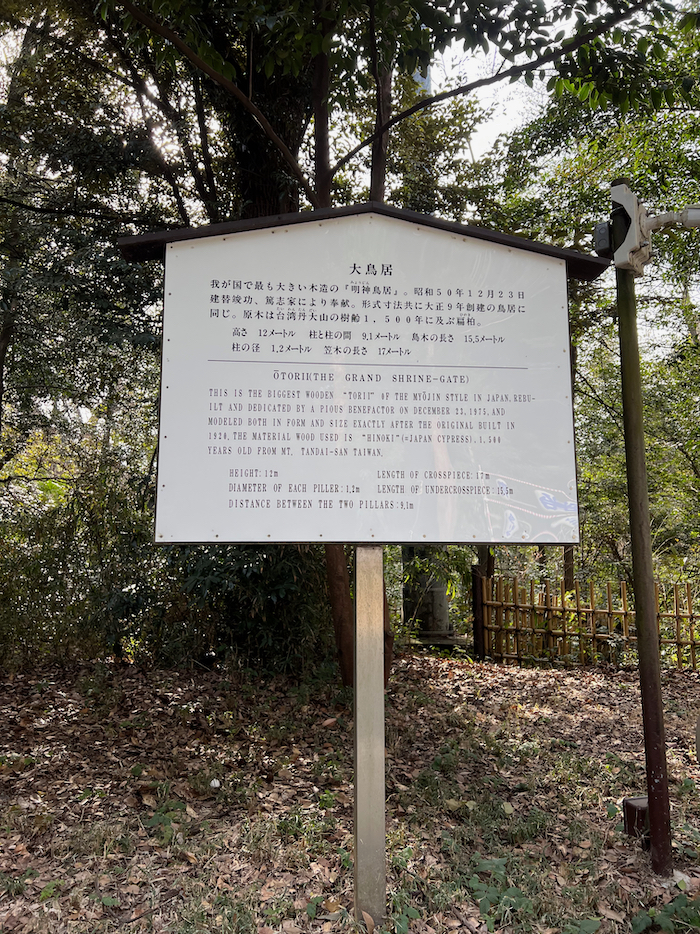 大鳥居
我が国で最も大きい木造の『明神鳥居』。昭和50年12月23日
建替竣功、篤志家により奉献。形式寸法共に大正9年創建の鳥居に
同じ。原木は台湾丹大山の樹齢1,500年に及ぶ扁柏。
高さ 12メートル 柱と柱の間 9,1メートル 島木の長さ 15,5メートル
柱の径 1,2メートル 笠木の長さ 17メートル
ŌTORII(THE GRAND SHRINE-GATE)
THIS IS THE BIGGEST WOODEN "TORII" OF THE MYŌJIN STYLE IN JAPAN, REBU-
ILT AND DEDICATED BY A PIOUS BENEFACTOR ON DECEMBER 23, 1975, AND
MODELED BOTH IN FORM AND SIZE EXACTLY AFTER THE ORIGINAL BUILT IN
1920, THE MATERIAL WOOD USED IS "HINOKI" (=JAPAN CYPRESS), 1,500
YEARS OLD FROM MT, TANDAI-SAN TAIWAN,
HEIGHT: 12m LENGTH OF CROSSPIECE: 17m
DIAMETER OF EACH PILLER: 1,2m LENGTH OF UNDERCROSSPIECE: 15,5m
DISTANCE BETWEEN THE TWO PILLARS: 9,1m